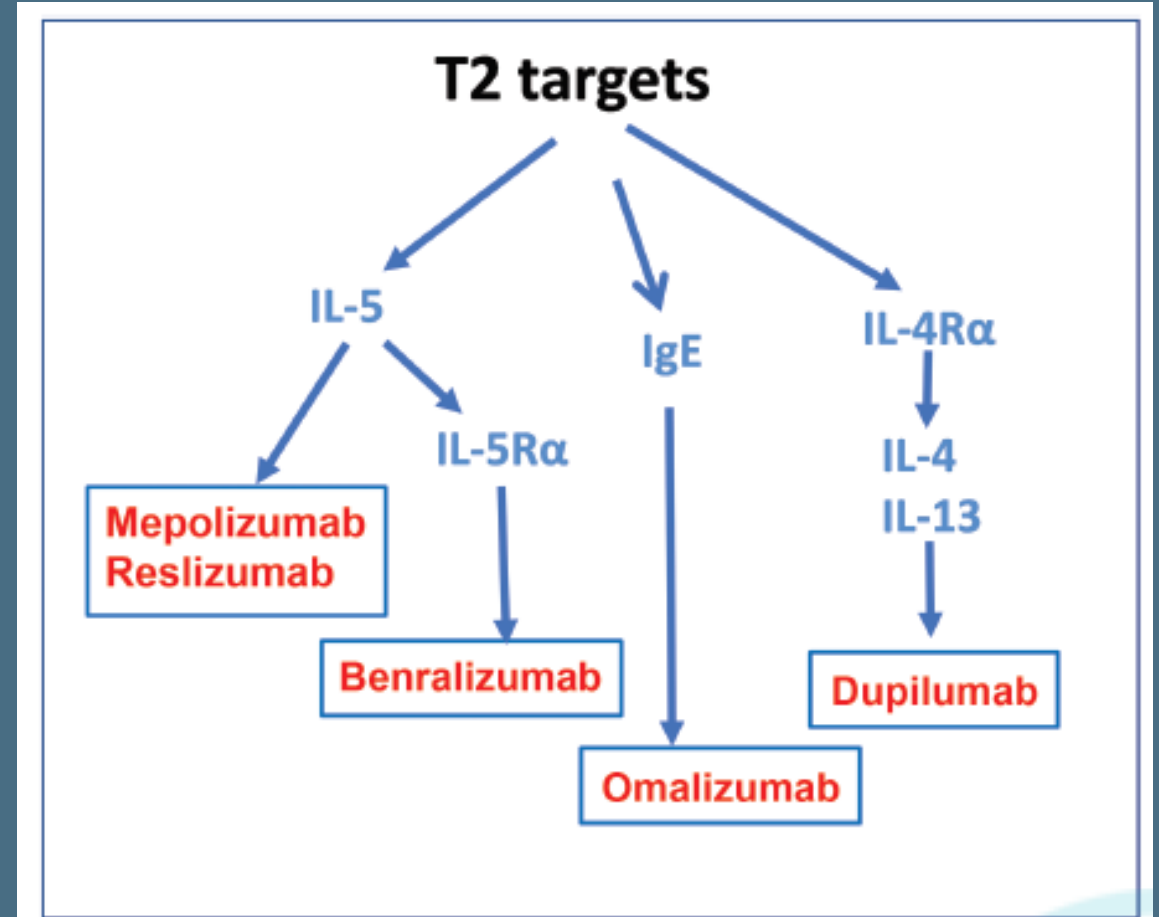 T2 targets
IL-5
IgE
IL-4Rα
IL-5Rα
IL-4
IL-13
Mepolizumab
Reslizumab
Benralizumab
Dupilumab
Omalizumab